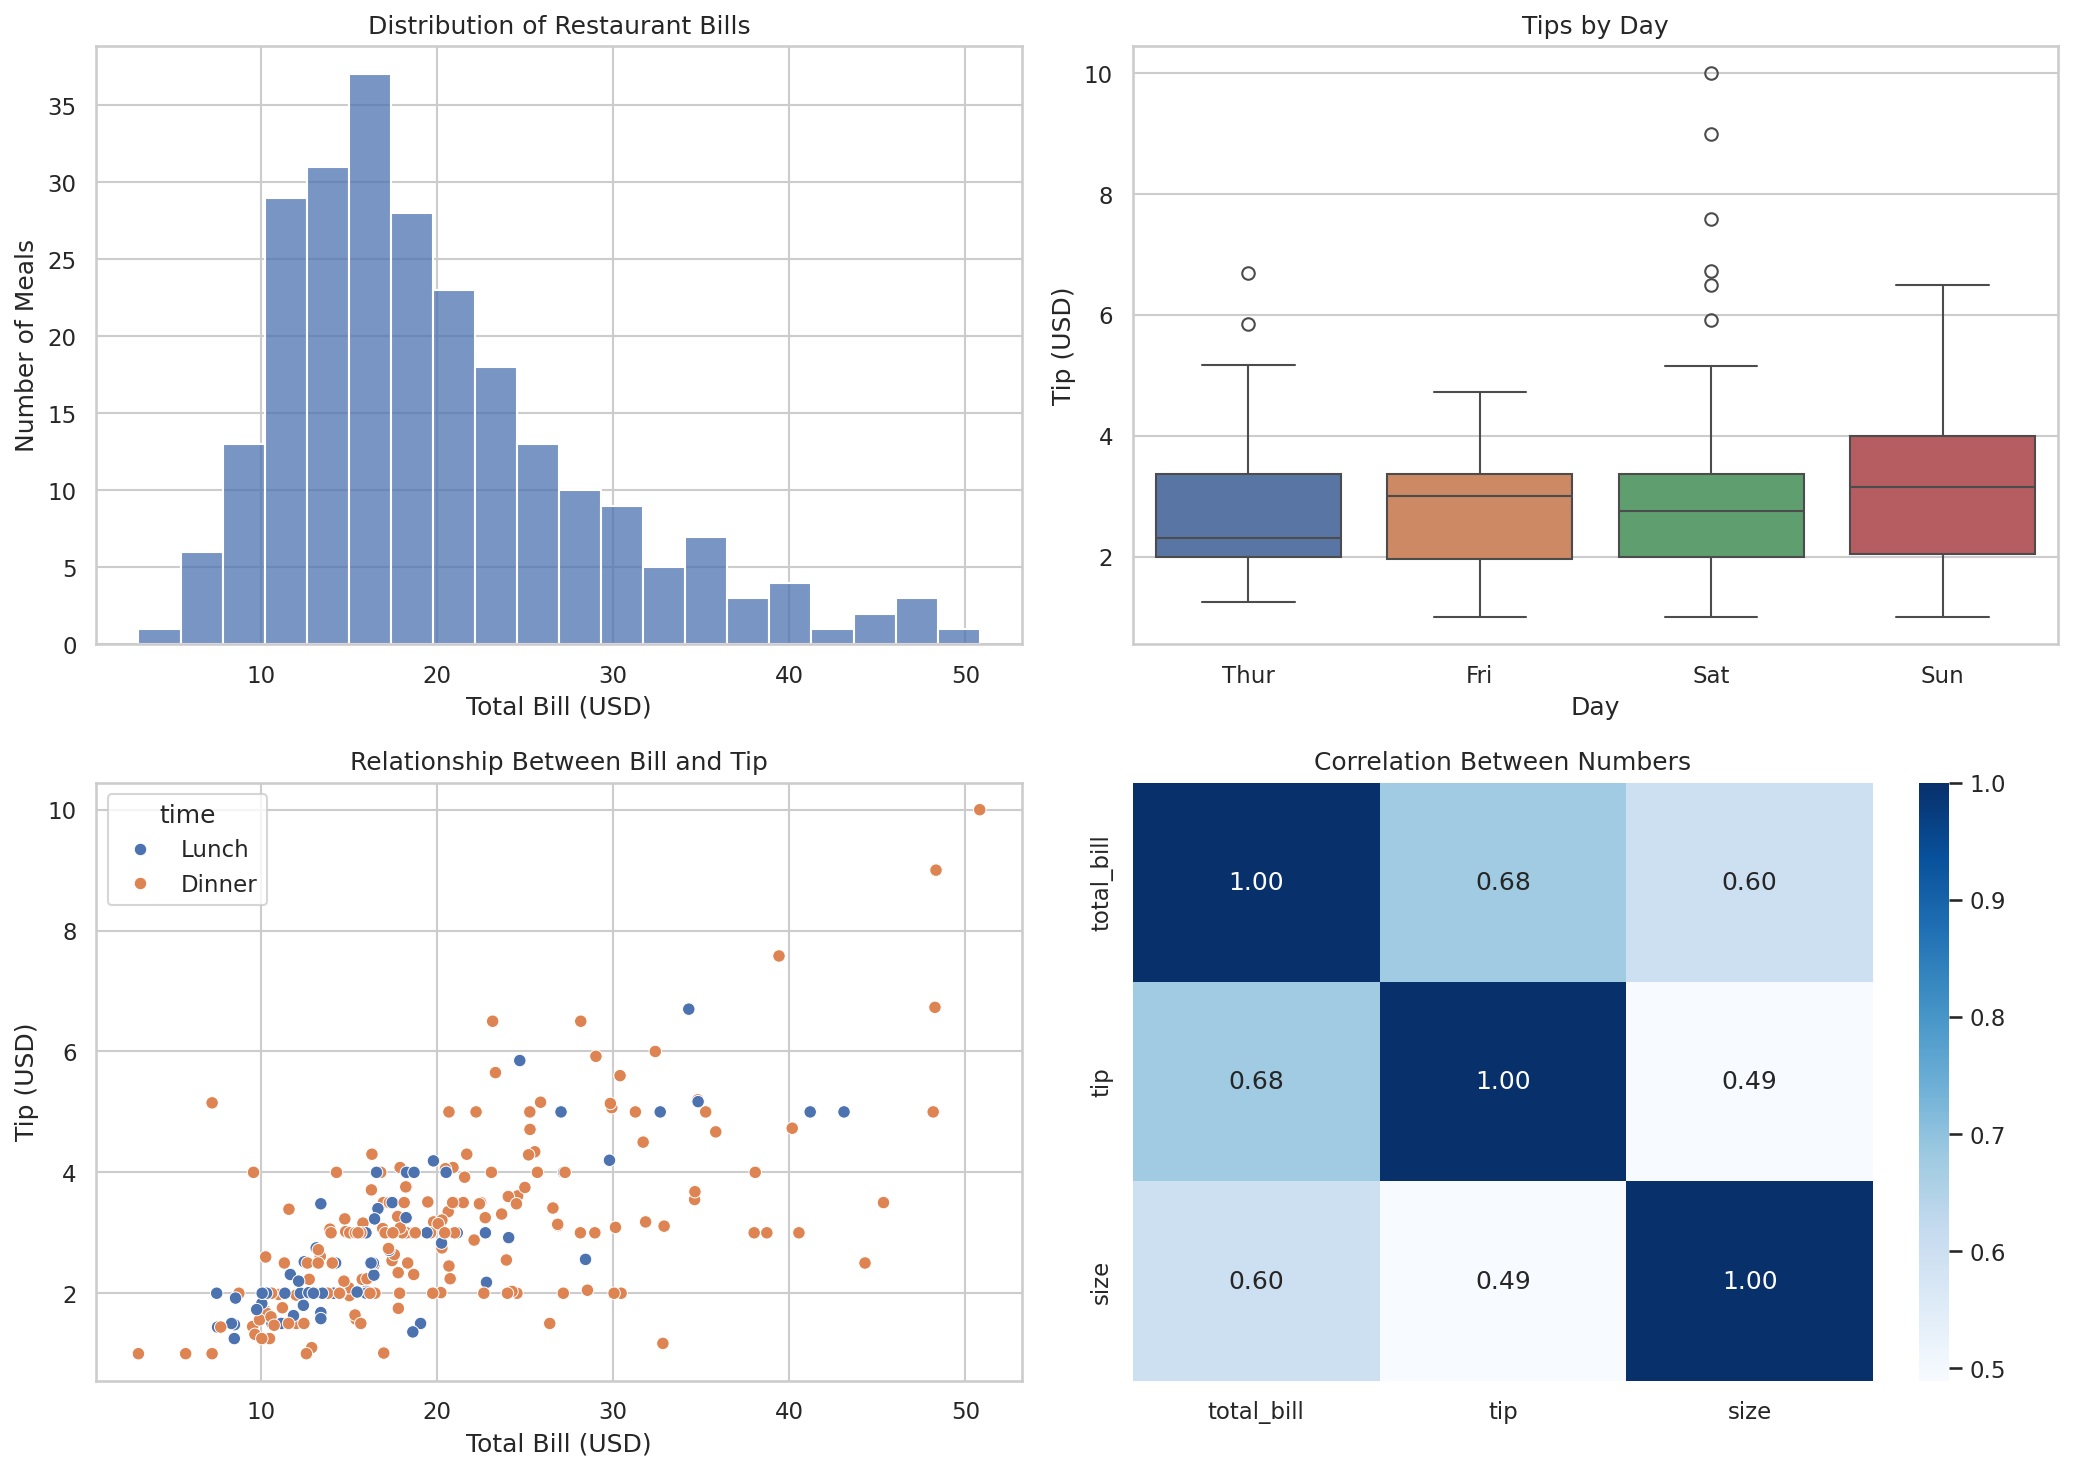 Distribution of Restaurant Bills
Number of Meals
35
30
25
20
15
10
5
0
10 20 30 40 50
Total Bill (USD)
Tips by Day
Tip (USD)
10
8
6
4
2
Thur Fri Sat Sun
Day
Relationship Between Bill and Tip
Tip (USD)
10
8
6
4
2
time
Lunch
Dinner
10 20 30 40 50
Total Bill (USD)
Correlation Between Numbers
total_bill
1.00 0.68 0.60
tip
0.68 1.00 0.49
size
0.60 0.49 1.00
total_bill tip size
1.0
0.9
0.8
0.7
0.6
0.5